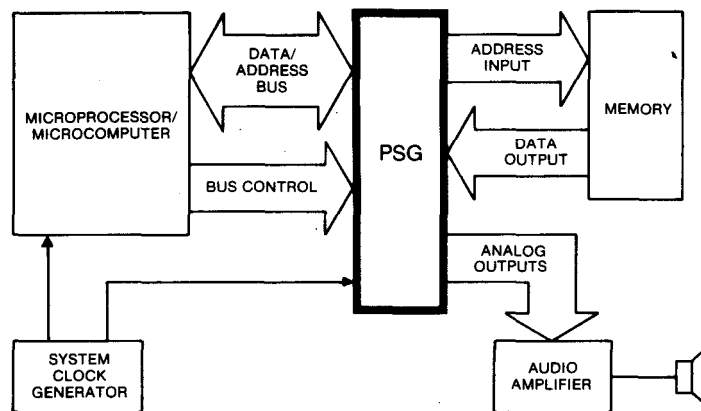 MICROPROCESSOR/
MICROCOMPUTER
DATA/
ADDRESS
BUS
BUS CONTROL
PSG
ADDRESS
INPUT
DATA
OUTPUT
MEMORY
ANALOG
OUTPUTS
SYSTEM
CLOCK
GENERATOR
AUDIO
AMPLIFIER